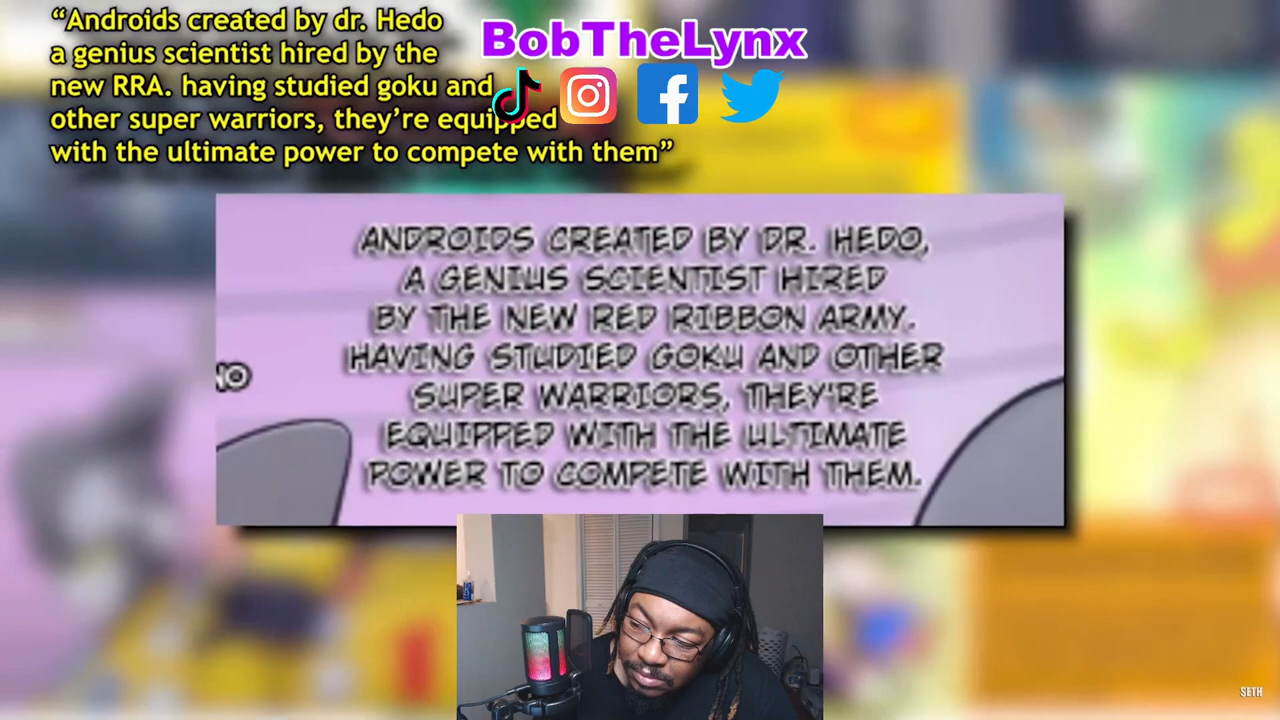 “Androids created by dr. Hedo
a genius scientist hired by the
new RRA. having studied goku and
other super warriors, they’re equipped
with the ultimate power to compete with them”
BobTheLynx
ANDROIDS CREATED BY DR. HEDO,
A GENIUS SCIENTIST HIRED
BY THE NEW RED RIBBON ARMY.
HAVING STUDIED GOKU AND OTHER
SUPER WARRIORS, THEY'RE
EQUIPPED WITH THE ULTIMATE
POWER TO COMPETE WITH THEM.
NO
SETH